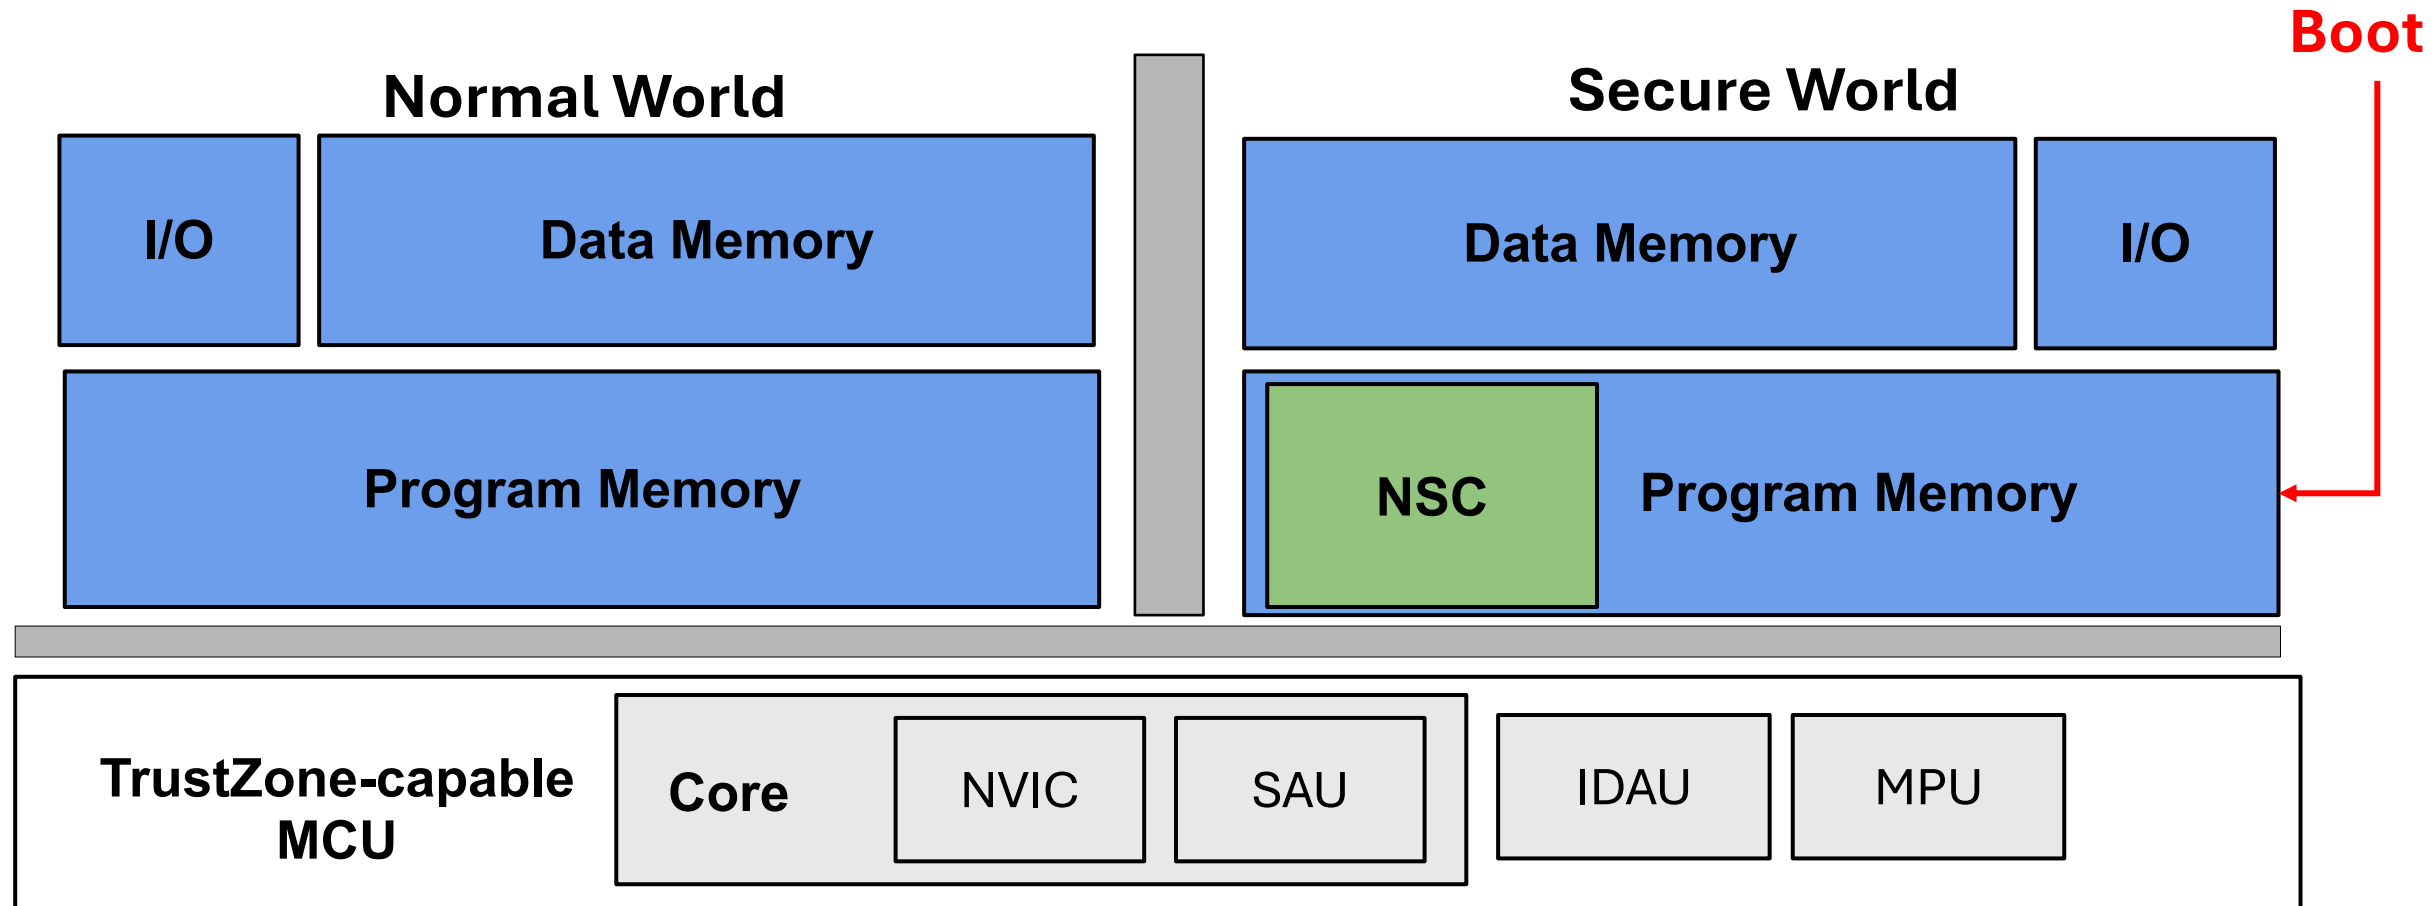 Boot
Normal World
Secure World
I/O
Data Memory
Data Memory
I/O
Program Memory
NSC
Program Memory
TrustZone-capable
MCU
Core
NVIC
SAU
IDAU
MPU